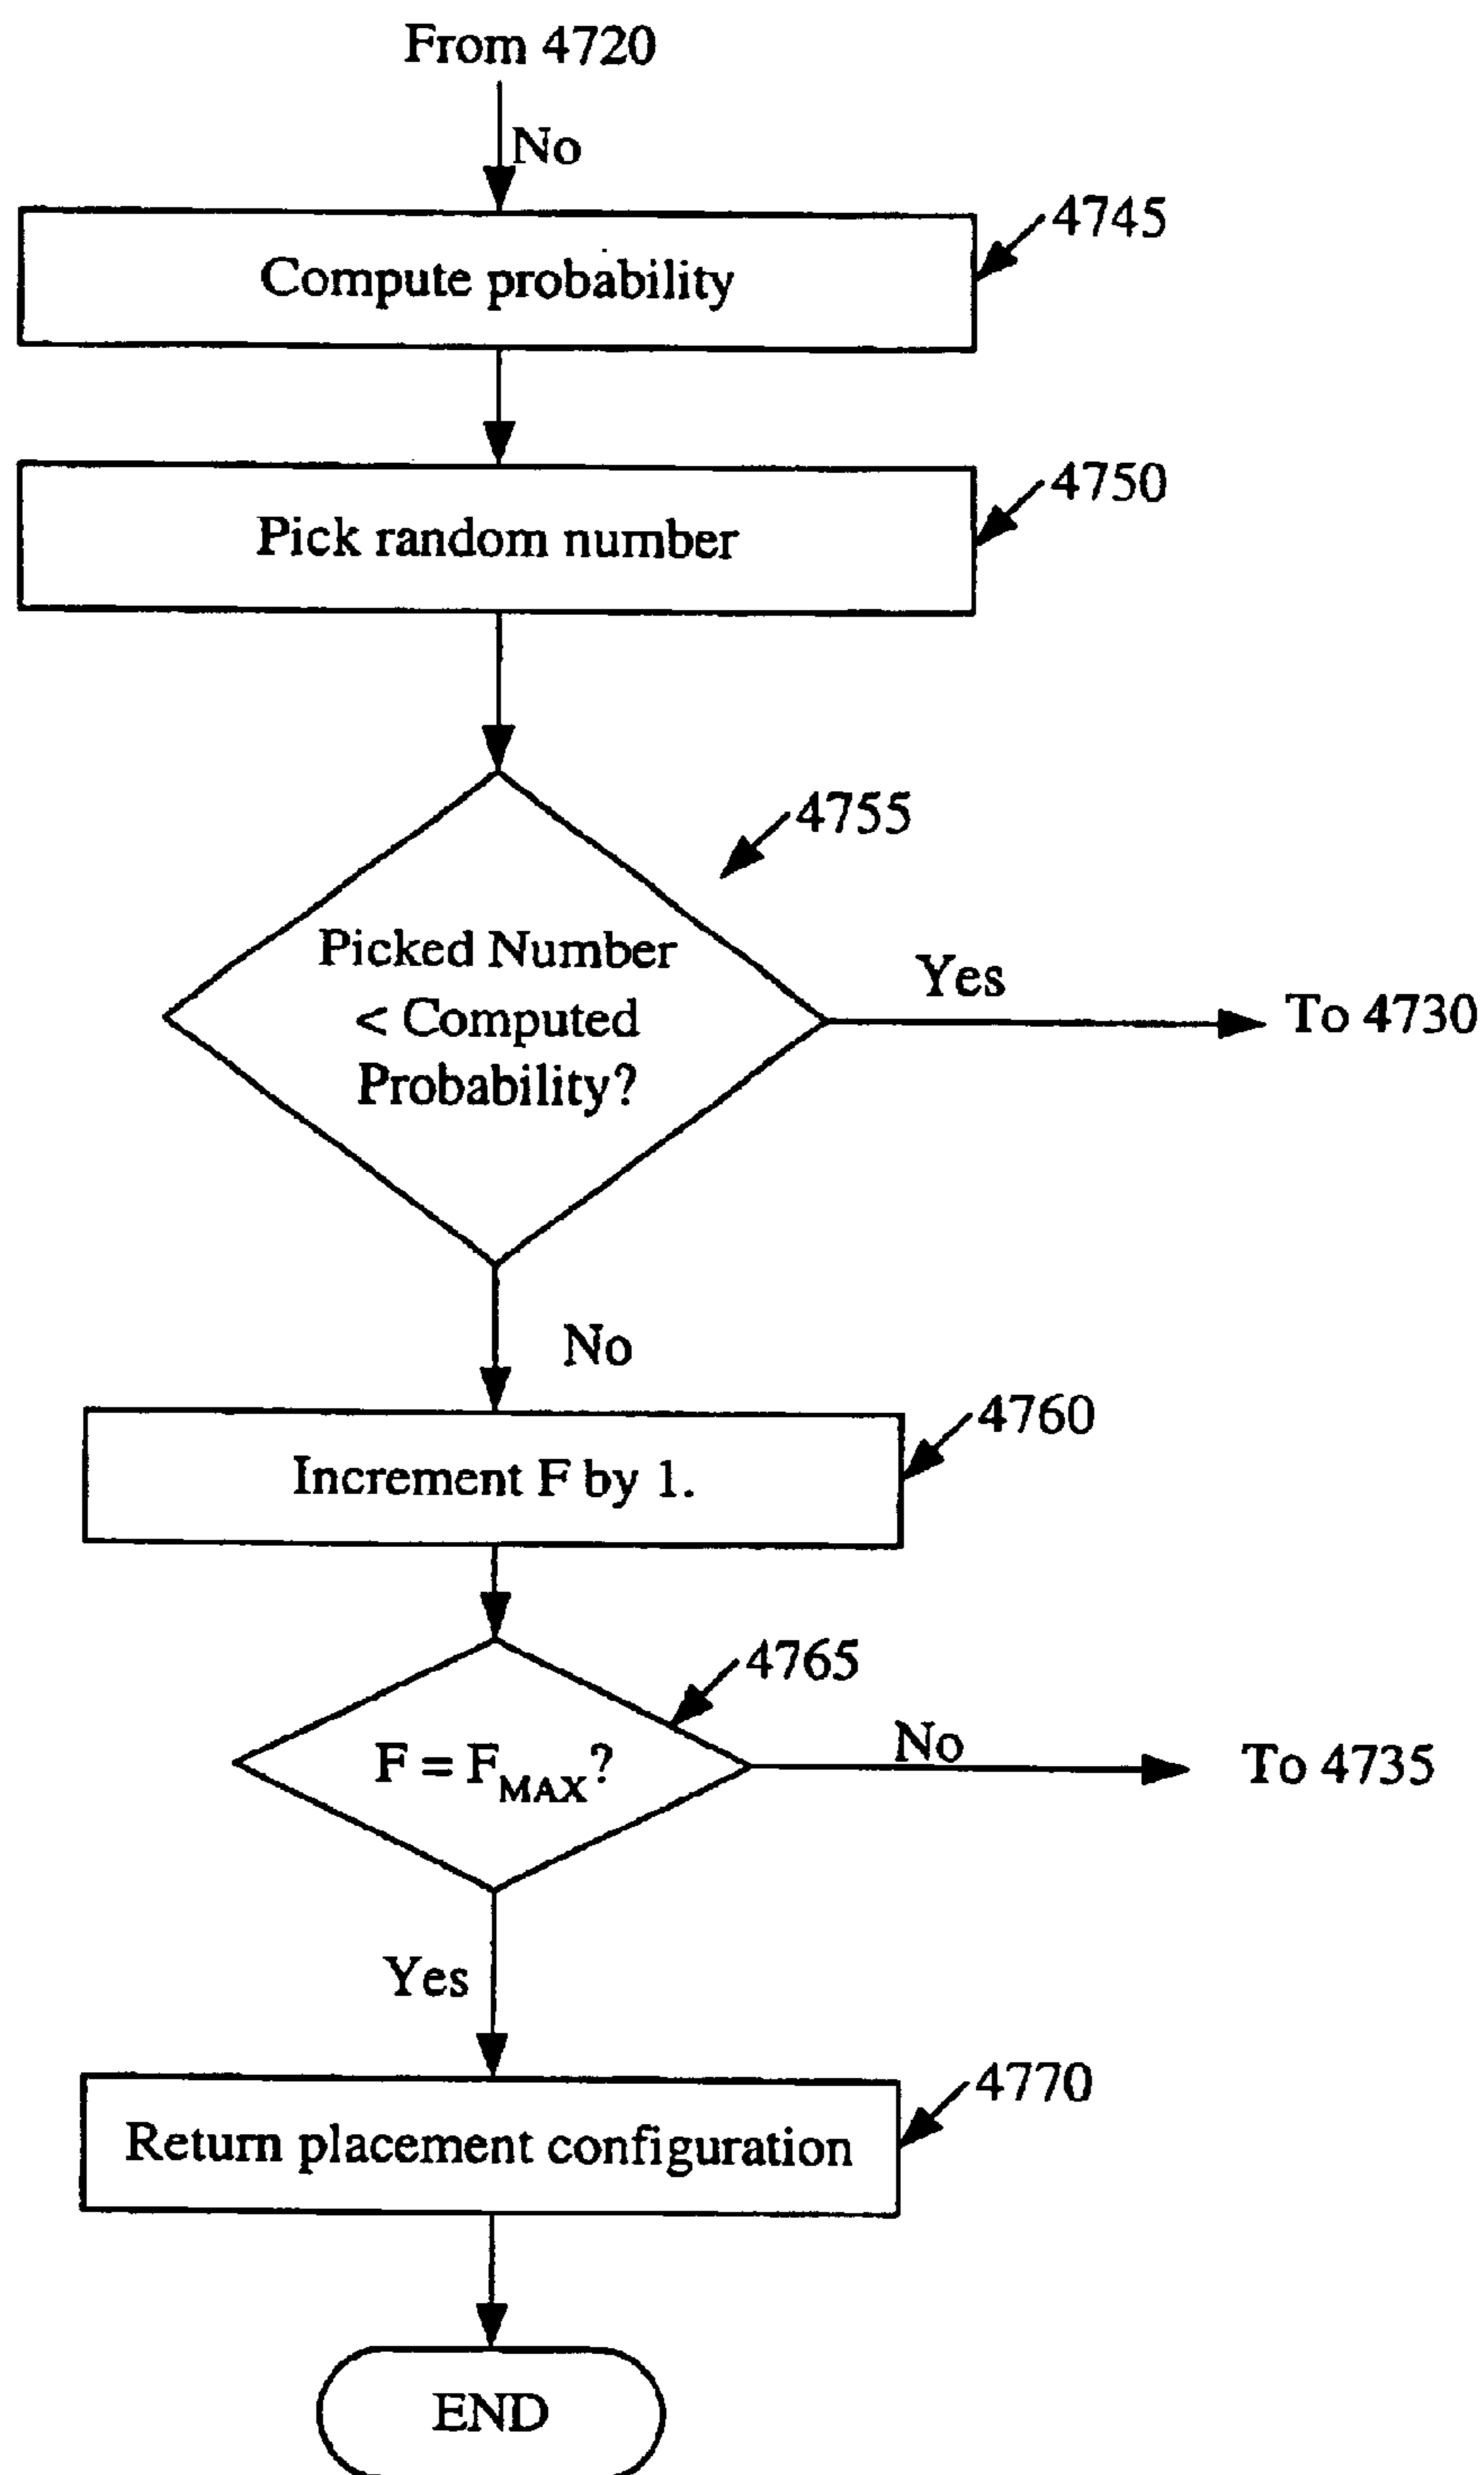 From 4720
No
4745
Compute probability
4750
Pick random number
4755
Picked Number
< Computed
Probability?
Yes
To 4730
No
4760
Increment F by 1.
4765
F = FMAX?
No
To 4735
Yes
4770
Return placement configuration
END